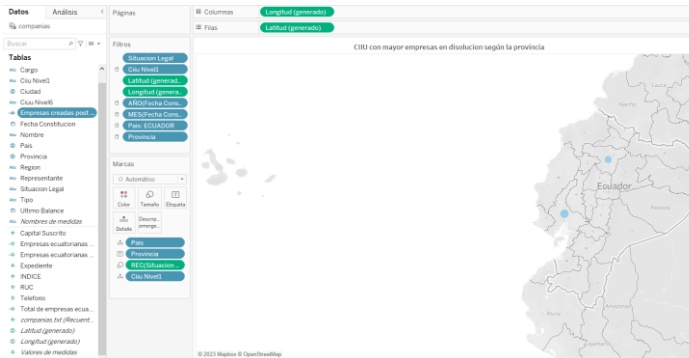 Datos
Análisis
Páginas
Columnas
Longitud (generado)
companias
Filas
Latitud (generado)
Buscar
Filtros
CIIU con mayor empresas en disolucion según la provincia
Tablas
Situacion Legal
Cargo
Ciiu Nivel1
Ciiu Nivel1
Latitud (generad..
Ciudad
Longitud (genera..
Ciuu Nivel6
AÑO(Fecha Cons..
Empresas creadas post ...
MES(Fecha Cons..
Fecha Constitucion
Pais: ECUADOR
Nombre
Provincia
Pais
Provincia
Marcas
Region
Automático
Representante
Situacion Legal
Color
Tamaño
Etiqueta
Tipo
Ultimo Balance
Detalle
Descrip.. emerge..
Nombres de medidas
Capital Suscrito
Pais
Empresas ecuatorianas ...
Provincia
Empresas ecuatorianas ...
REC(Situacion ..
Expediente
Ciiu Nivel1
INDICE
RUC
Telefono
Total de empresas ecua...
companias.txt (Recuent...
Latitud (generado)
Longitud (generado)
Valores de medidas
Ecuador
© 2023 Mapbox © OpenStreetMap